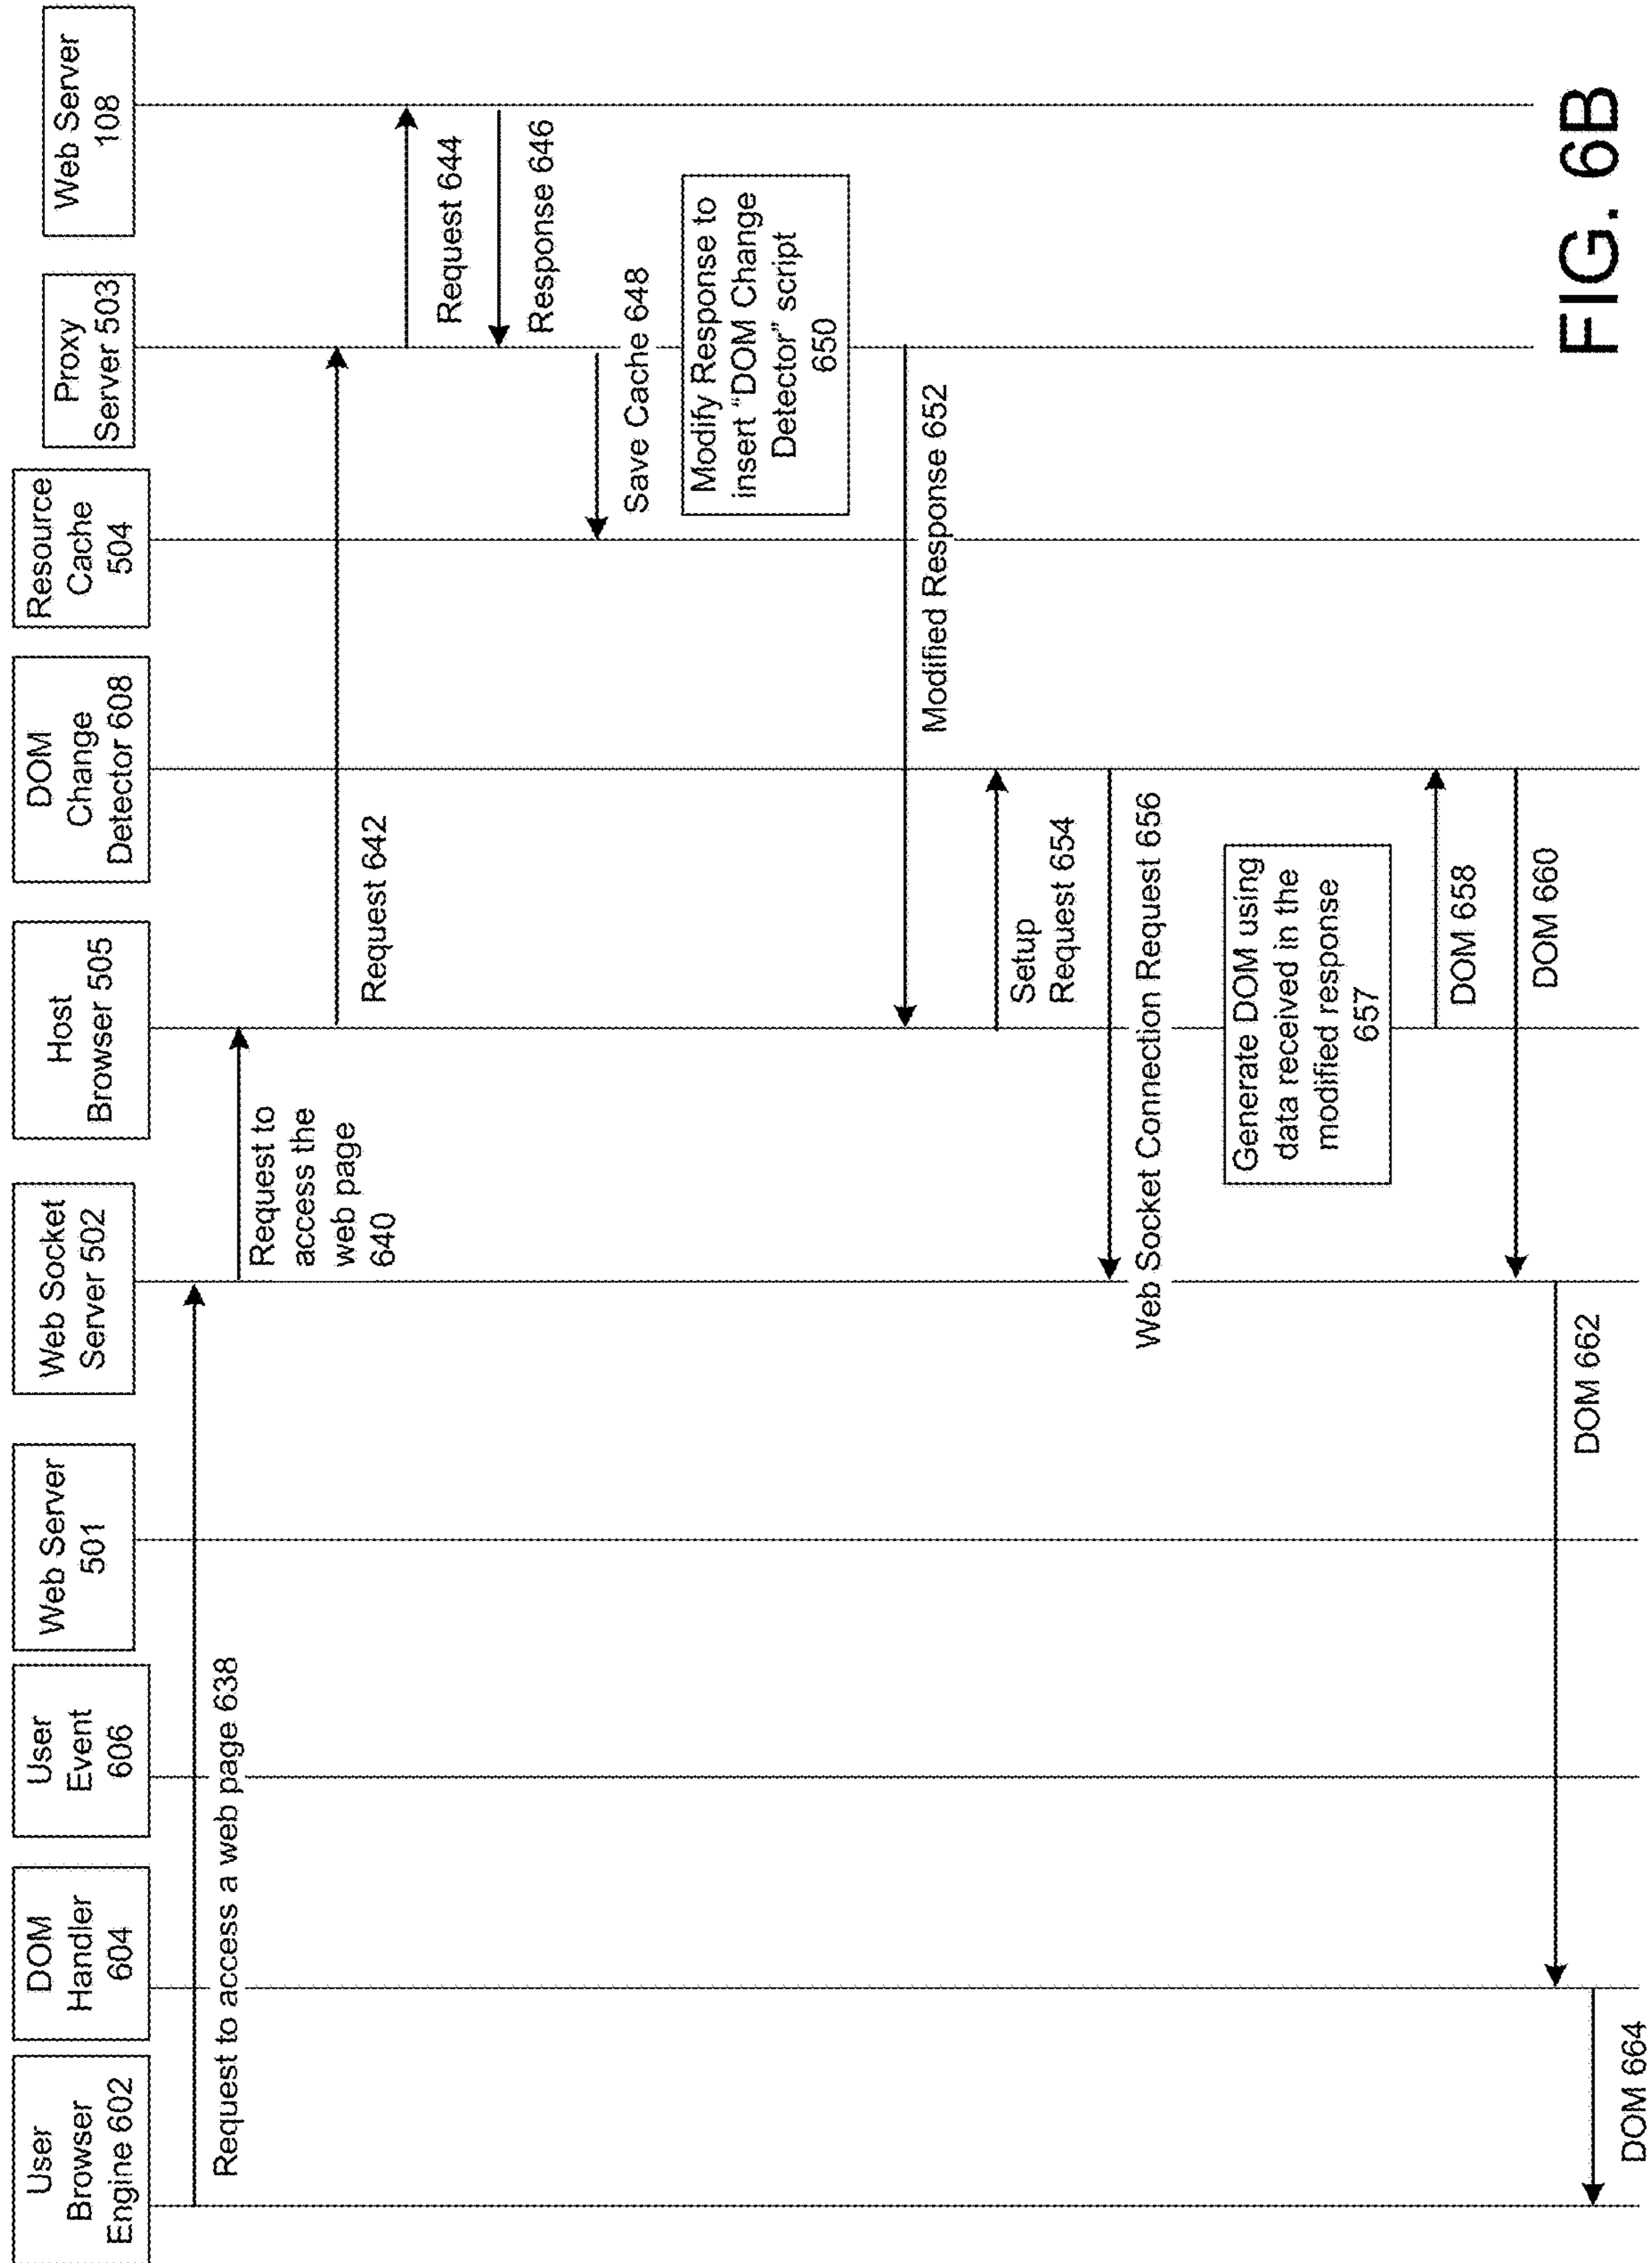 User
Browser
Engine 602
DOM
Handler
604
User
Event
606
Web Server
501
Web Socket
Server 502
Host
Browser 505
DOM
Change
Detector 608
Resource
Cache
504
Proxy
Server 503
Web Server
108
Request to access a web page 638
Request to
access the
web page
640
Request 642
Request 644
Response 646
Save Cache 648
Modify Response to
insert “DOM Change
Detector” script
650
Modified Response 652
Setup
Request 654
Web Socket Connection Request 656
Generate DOM using
data received in the
modified response
657
DOM 658
DOM 660
DOM 662
DOM 664
FIG. 6B